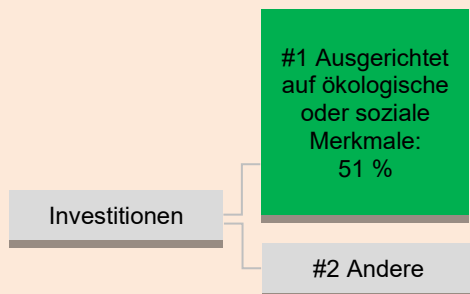 #1 Ausgerichtet
auf ökologische
oder soziale
Merkmale:
51 %
Investitionen
#2 Andere